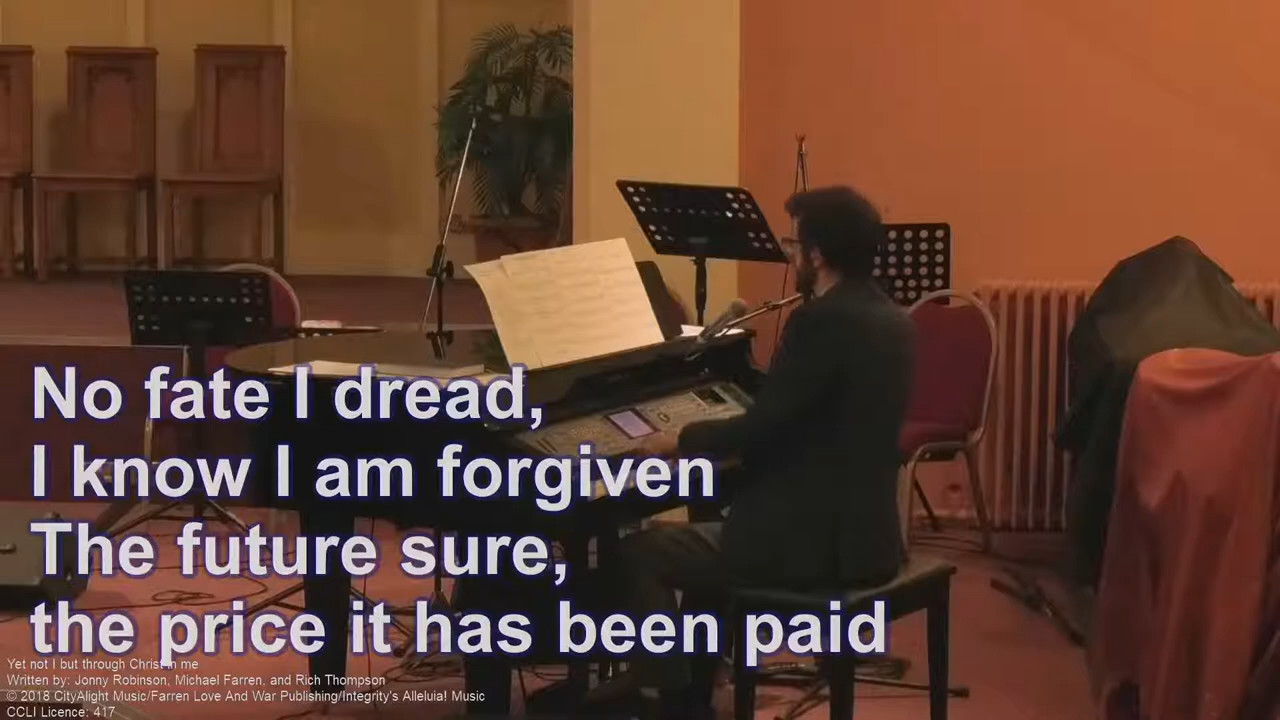 No fate I dread,
I know I am forgiven
The future sure,
the price it has been paid
Yet not I but through Christ in me
Written by: Jonny Robinson, Michael Farren, and Rich Thompson
© 2018 CityAlight Music/Farren Love And War Publishing/Integrity's Alleluia! Music
CCLI Licence: 417